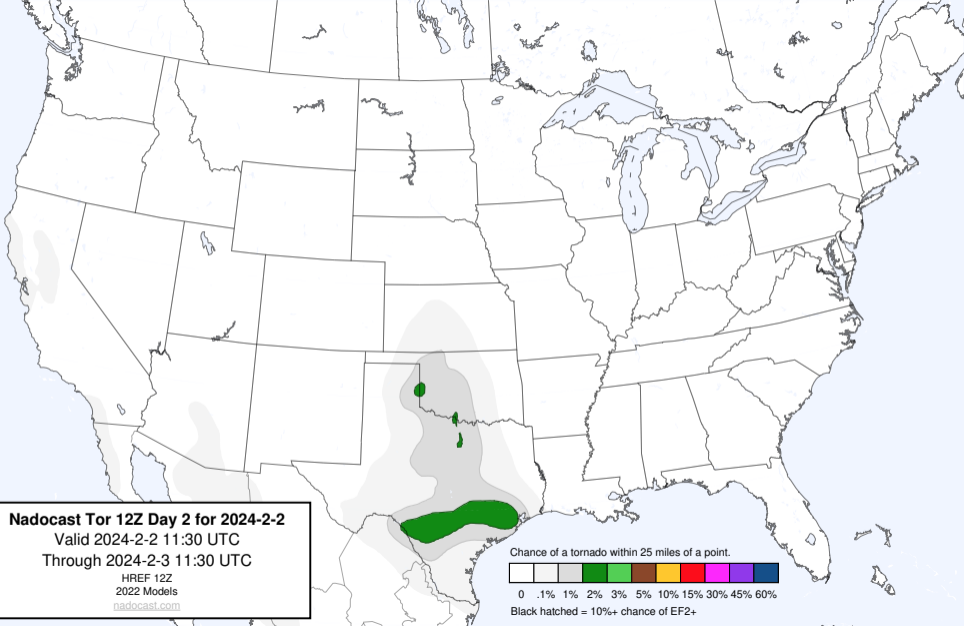 Nadocast Tor 12Z Day 2 for 2024-2-2
Valid 2024-2-2 11:30 UTC
Through 2024-2-3 11:30 UTC
HREF 12Z
2022 Models
nadocast.com
Chance of a tornado within 25 miles of a point.
0 .1% 1% 2% 3% 5% 10% 15% 30% 45% 60%
Black hatched = 10%+ chance of EF2+